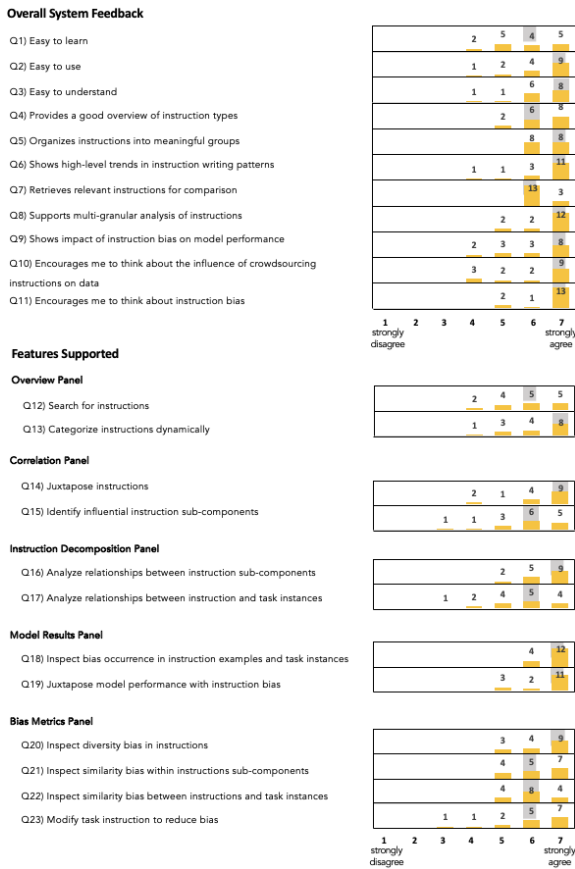 Overall System Feedback
Q1) Easy to learn
2 5 4 5
Q2) Easy to use
1 2 4 9
Q3) Easy to understand
1 1 6 8
Q4) Provides a good overview of instruction types
2 6 8
Q5) Organizes instructions into meaningful groups
8 8
Q6) Shows high-level trends in instruction writing patterns
1 1 3 11
Q7) Retrieves relevant instructions for comparison
13 3
Q8) Supports multi-granular analysis of instructions
2 2 12
Q9) Shows impact of instruction bias on model performance
2 3 3 8
Q10) Encourages me to think about the influence of crowdsourcing
instructions on data
3 2 2 9
Q11) Encourages me to think about instruction bias
2 1 13
1 2 3 4 5 6 7
strongly disagree
strongly agree
Features Supported
Overview Panel
Q12) Search for instructions
2 4 5 5
Q13) Categorize instructions dynamically
1 3 4 8
Correlation Panel
Q14) Juxtapose instructions
2 1 4 9
Q15) Identify influential instruction sub-components
1 1 3 6 5
Instruction Decomposition Panel
Q16) Analyze relationships between instruction sub-components
2 5 9
Q17) Analyze relationships between instruction and task instances
1 2 4 5 4
Model Results Panel
Q18) Inspect bias occurrence in instruction examples and task instances
4 12
Q19) Juxtapose model performance with instruction bias
3 2 11
Bias Metrics Panel
Q20) Inspect diversity bias in instructions
3 4 9
Q21) Inspect similarity bias within instructions sub-components
4 5 7
Q22) Inspect similarity bias between instructions and task instances
4 8 4
Q23) Modify task instruction to reduce bias
1 1 2 5 7
1 2 3 4 5 6 7
strongly disagree
strongly agree